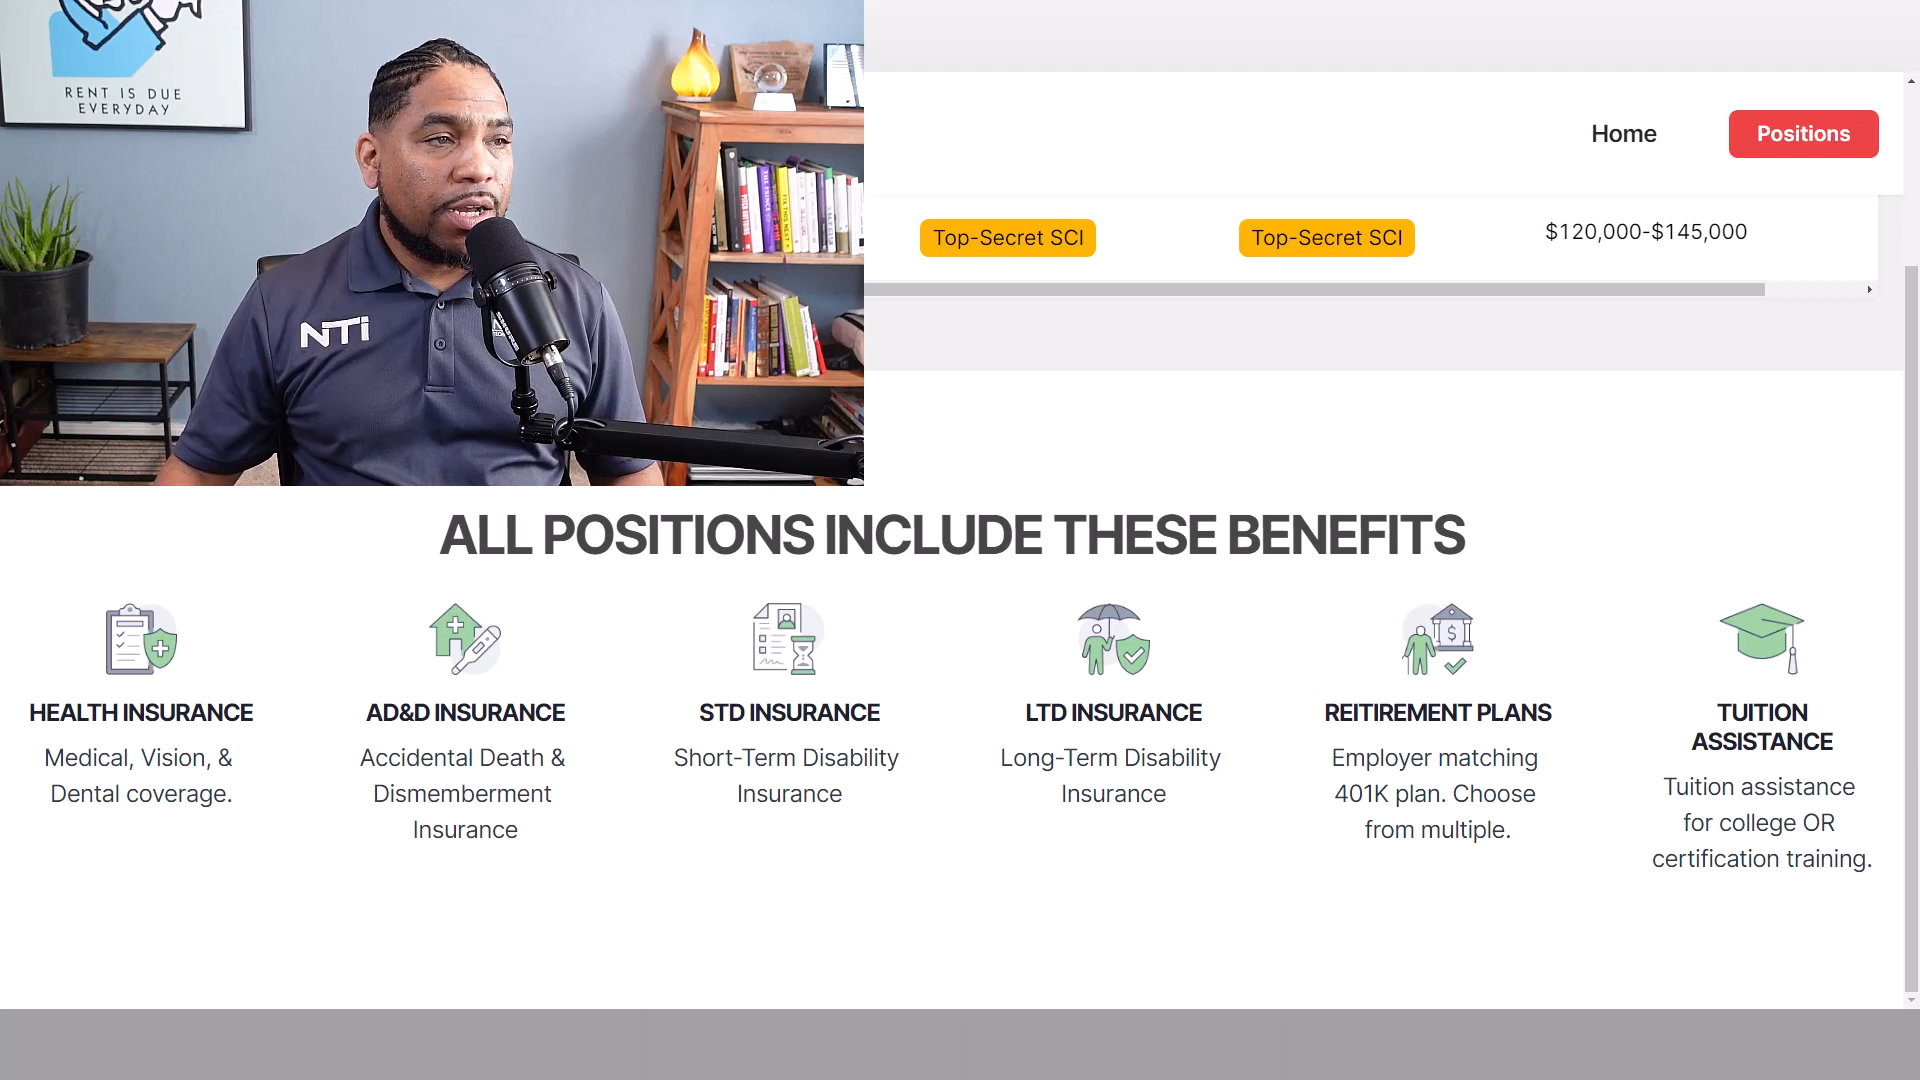 RENT IS DUE
EVERYDAY
NTi
Home
Positions
Top-Secret SCI
Top-Secret SCI
$120,000-$145,000
ALL POSITIONS INCLUDE THESE BENEFITS
HEALTH INSURANCE
Medical, Vision, &
Dental coverage.
AD&D INSURANCE
Accidental Death &
Dismemberment
Insurance
STD INSURANCE
Short-Term Disability
Insurance
LTD INSURANCE
Long-Term Disability
Insurance
REITIREMENT PLANS
Employer matching
401K plan. Choose
from multiple.
TUITION
ASSISTANCE
Tuition assistance
for college OR
certification training.